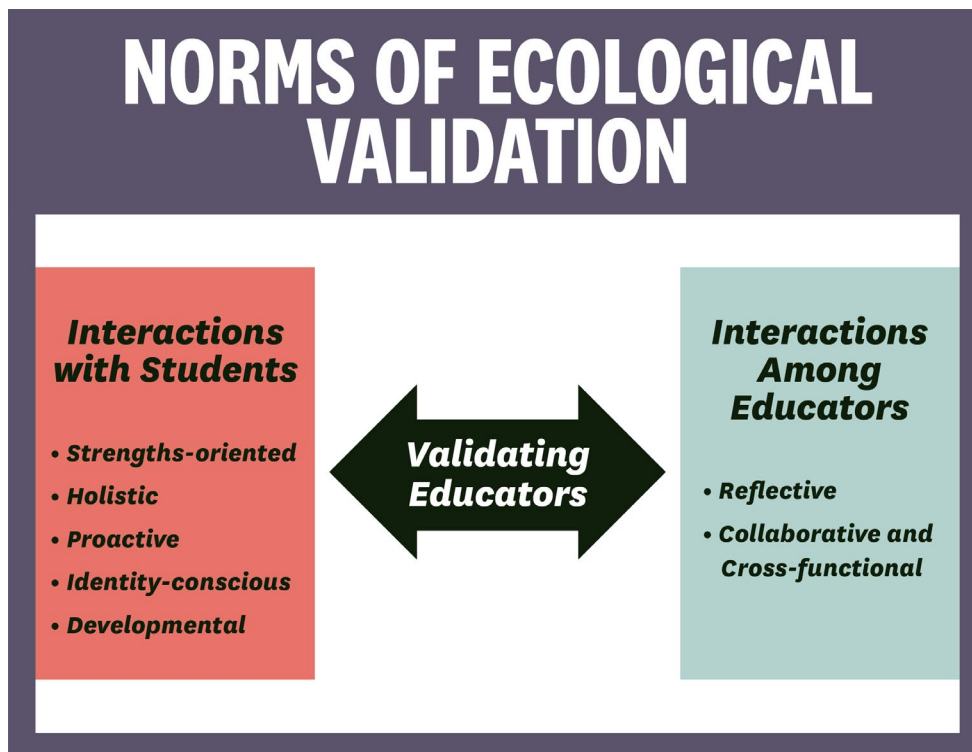 NORMS OF ECOLOGICAL
VALIDATION
Interactions
with Students
• Strengths-oriented
• Holistic
• Proactive
• Identity-conscious
• Developmental
Validating
Educators
Interactions
Among
Educators
• Reflective
• Collaborative and
Cross-functional